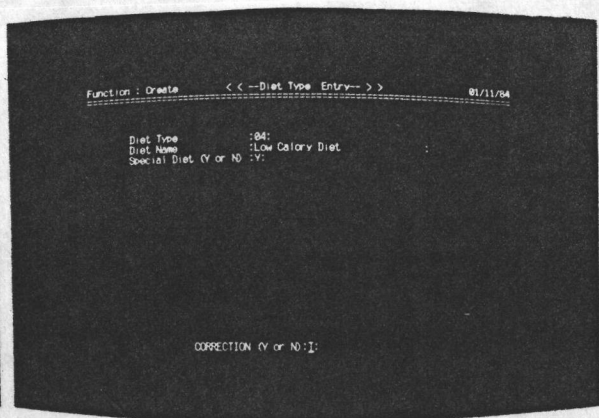 Function : Create < < --Diet Type Entry-- > > 01/11/84
Diet Type :04:
Diet Name :Low Calory Diet :
Special Diet (Y or N) :Y:
CORRECTION (Y or N):I: